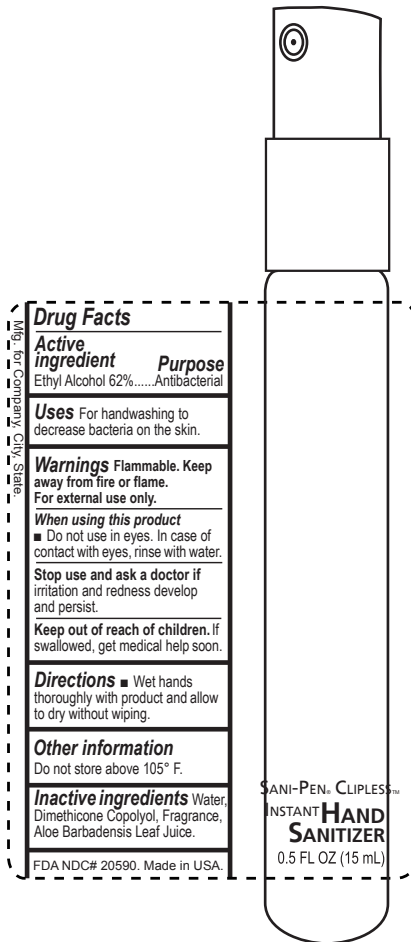 Drug Facts
Active
ingredient Purpose
Ethyl Alcohol 62%......Antibacterial
Uses For handwashing to
decrease bacteria on the skin.
Warnings Flammable. Keep
away from fire or flame.
For external use only.
When using this product
■ Do not use in eyes. In case of
contact with eyes, rinse with water.
Stop use and ask a doctor if
irritation and redness develop
and persist.
Keep out of reach of children. If
swallowed, get medical help soon.
Directions ■ Wet hands
thoroughly with product and allow
to dry without wiping.
Other information
Do not store above 105° F.
Inactive ingredients Water,
Dimethicone Copolyol, Fragrance,
Aloe Barbadensis Leaf Juice.
FDA NDC# 20590. Made in USA.
Mfg. for Company, City, State.
SANI-PEN® CLIPLESS™
INSTANT HAND
SANITIZER
0.5 FL OZ (15 mL)